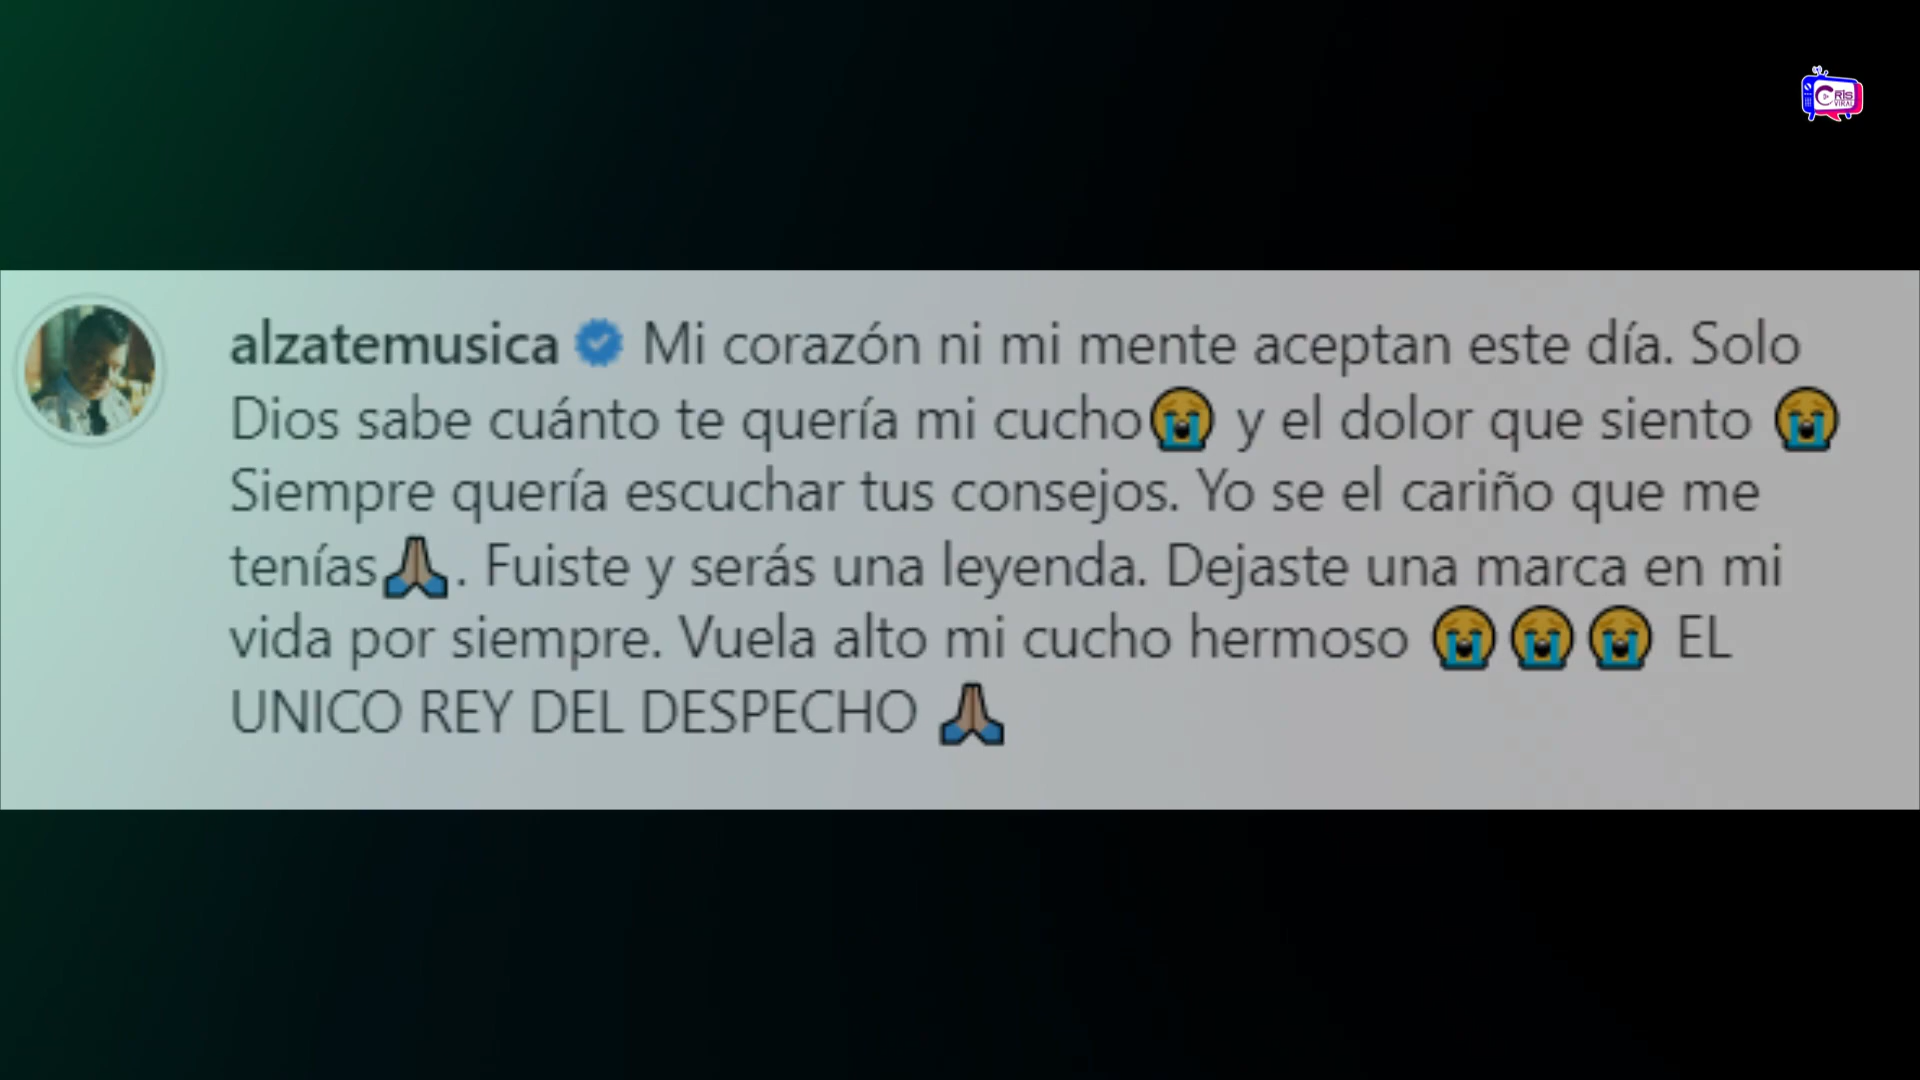 CRIS
VIRAL
alzatemusica Mi corazón ni mi mente aceptan este día. Solo
Dios sabe cuánto te quería mi cucho😭 y el dolor que siento 😭
Siempre quería escuchar tus consejos. Yo se el cariño que me
tenías🙏🏽. Fuiste y serás una leyenda. Dejaste una marca en mi
vida por siempre. Vuela alto mi cucho hermoso 😭😭😭 EL
UNICO REY DEL DESPECHO 🙏🏽